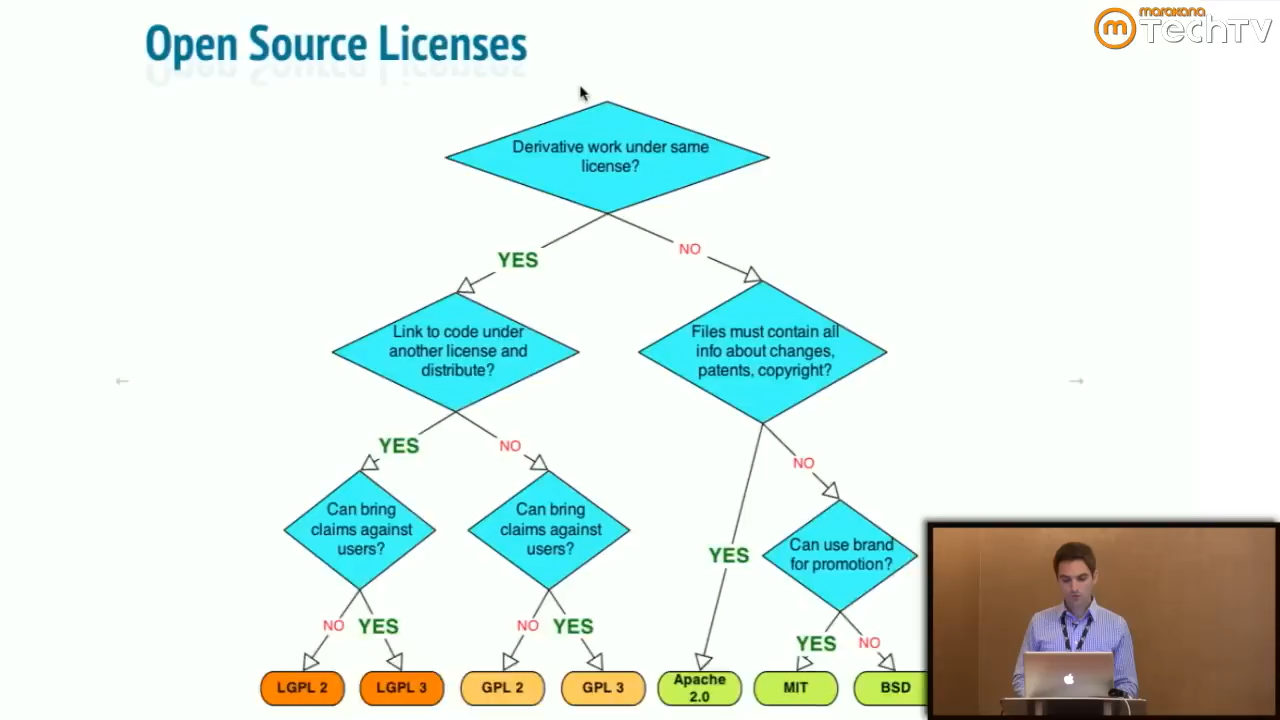 marakana
TechTV
Open Source Licenses
Derivative work under same
license?
YES
NO
Link to code under
another license and
distribute?
Files must contain all
info about changes,
patents, copyright?
YES
NO
NO
Can bring
claims against
users?
Can bring
claims against
users?
YES
Can use brand
for promotion?
NO
YES
NO
YES
YES
NO
LGPL 2
LGPL 3
GPL 2
GPL 3
Apache
2.0
MIT
BSD